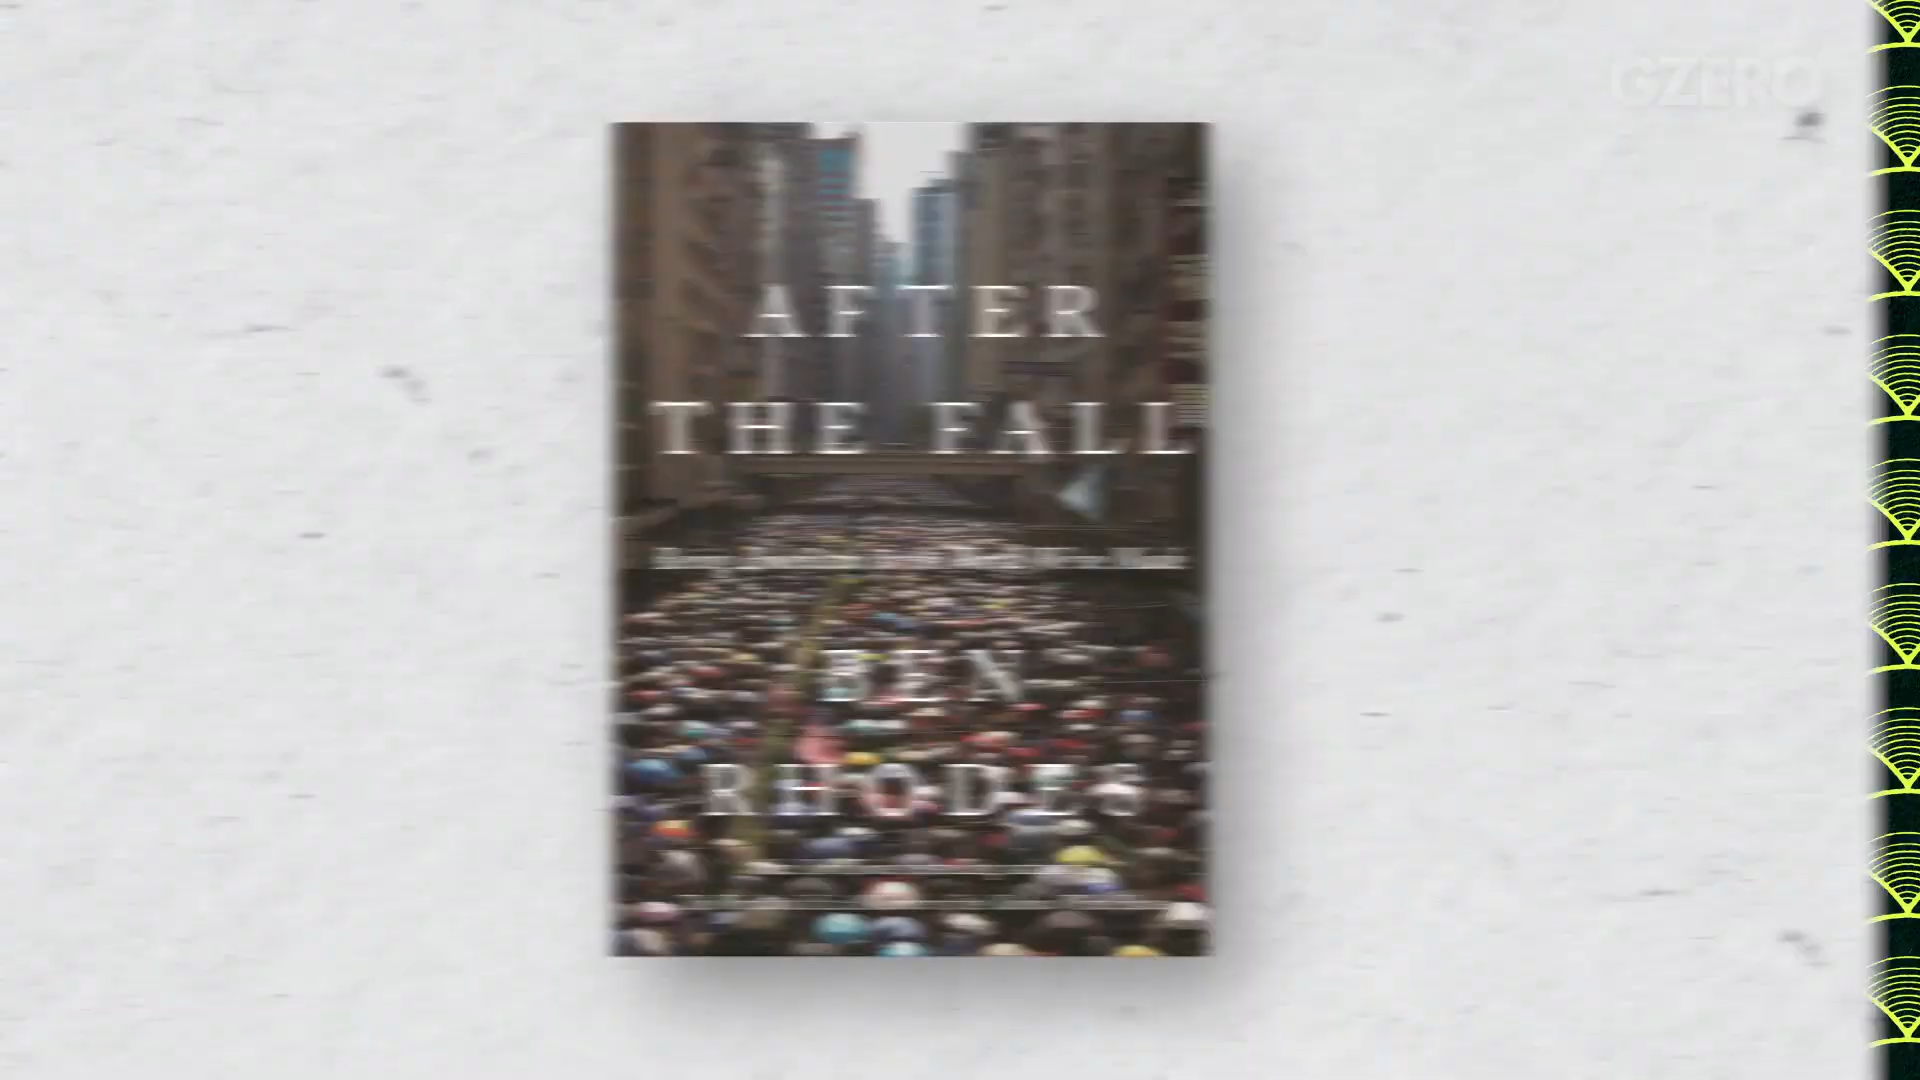 GZERO
AFTER
THE FALL
BEN
RHODES